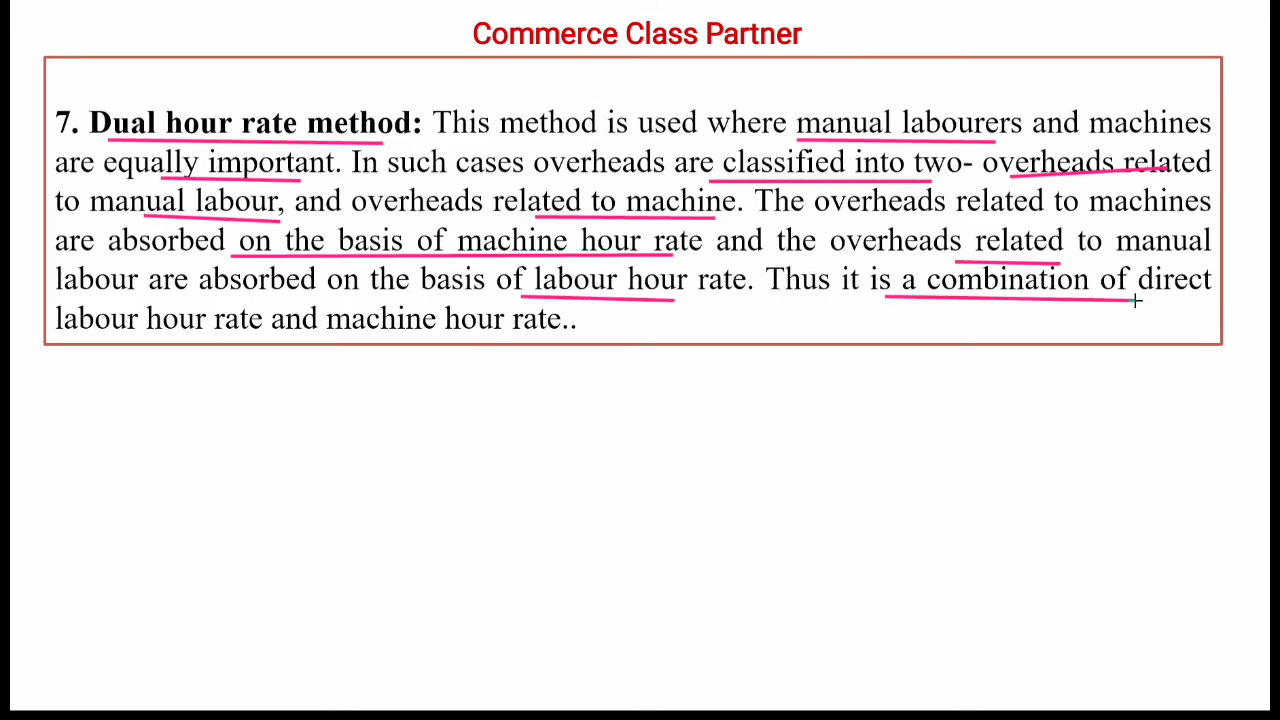 Commerce Class Partner
7. Dual hour rate method: This method is used where manual labourers and machines
are equally important. In such cases overheads are classified into two- overheads related
to manual labour, and overheads related to machine. The overheads related to machines
are absorbed on the basis of machine hour rate and the overheads related to manual
labour are absorbed on the basis of labour hour rate. Thus it is a combination of direct
labour hour rate and machine hour rate..